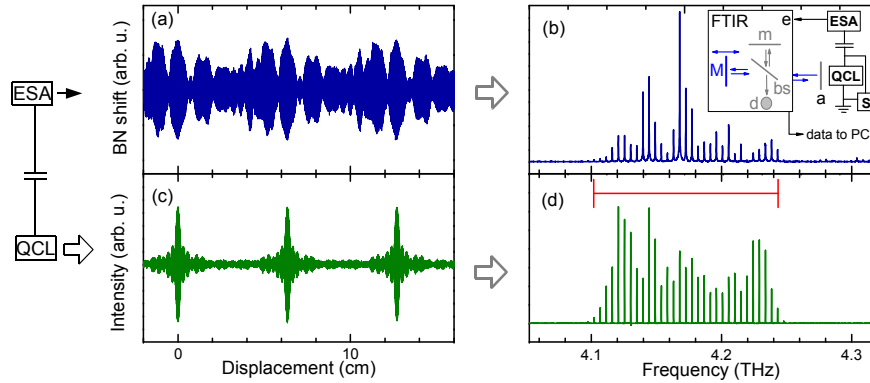 ESA
QCL
(a)
BN shift (arb. u.)
(c)
Intensity (arb. u.)
0
10
Displacement (cm)
(b)
FTIR
m
M
bs
d
e
ESA
QCL
a
S
data to PC
(d)
4.1
4.2
4.3
Frequency (THz)